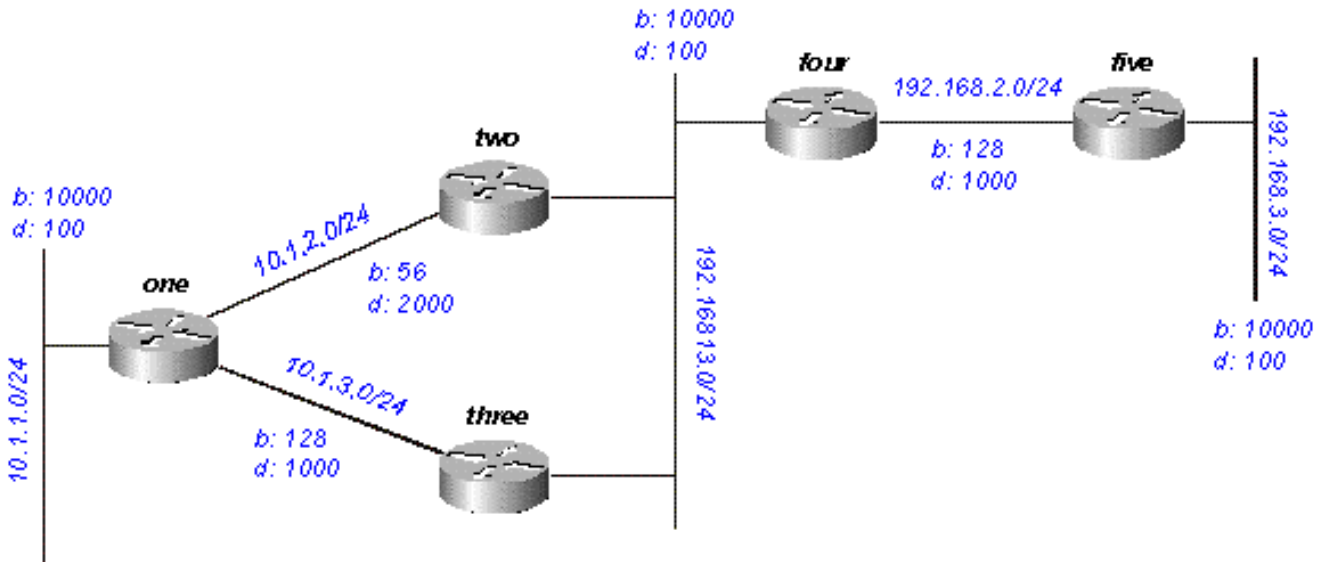 b: 10000
d: 100
four
192.168.2.0/24
five
b: 128
d: 1000
192.168.3.0/24
b: 10000
d: 100
two
b: 10000
d: 100
10.1.2.0/24
b: 56
d: 2000
192.16813.0/24
one
10.1.1.0/24
10.1.3.0/24
b: 128
d: 1000
three